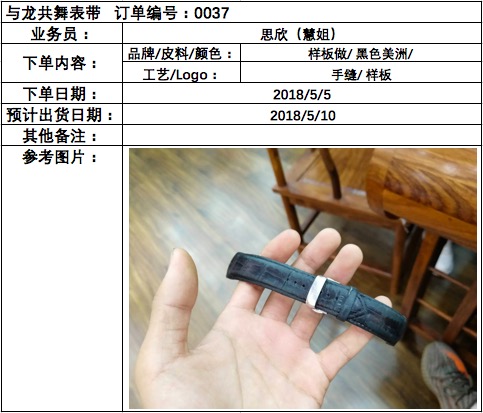 与龙共舞表带 订单编号：0037
业务员： 思欣（慧姐）
下单内容： 品牌/皮料/颜色： 样板做/ 黑色美洲/
工艺/Logo： 手缝/ 样板
下单日期： 2018/5/5
预计出货日期： 2018/5/10
其他备注：
参考图片：